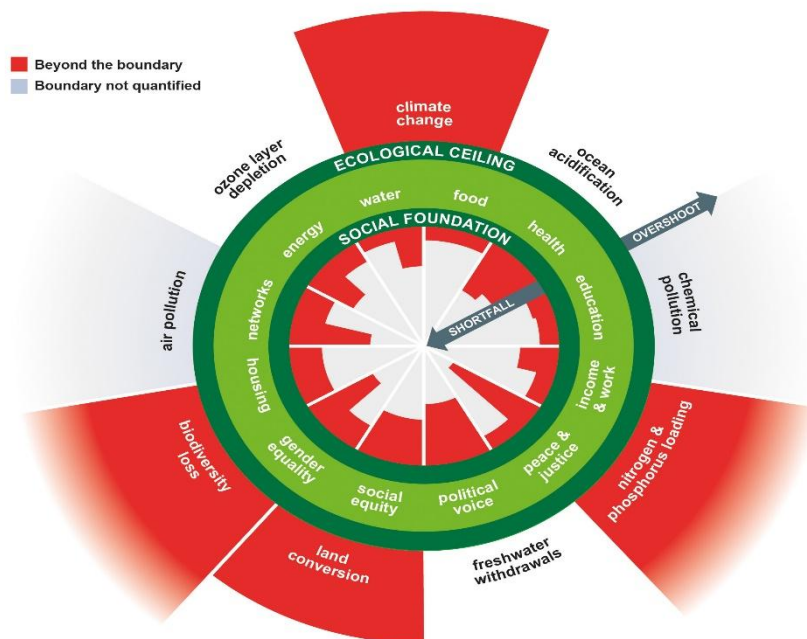 Beyond the boundary
Boundary not quantified
climate
change
ozone layer
depletion
ocean
acidification
ECOLOGICAL CEILING
water
food
energy
health
SOCIAL FOUNDATION
OVERSHOOT
SHORTFALL
networks
education
air pollution
chemical
pollution
housing
income
& work
biodiversity
loss
nitrogen &
phosphorus loading
gender
equality
peace &
justice
social
equity
political
voice
land
conversion
freshwater
withdrawals